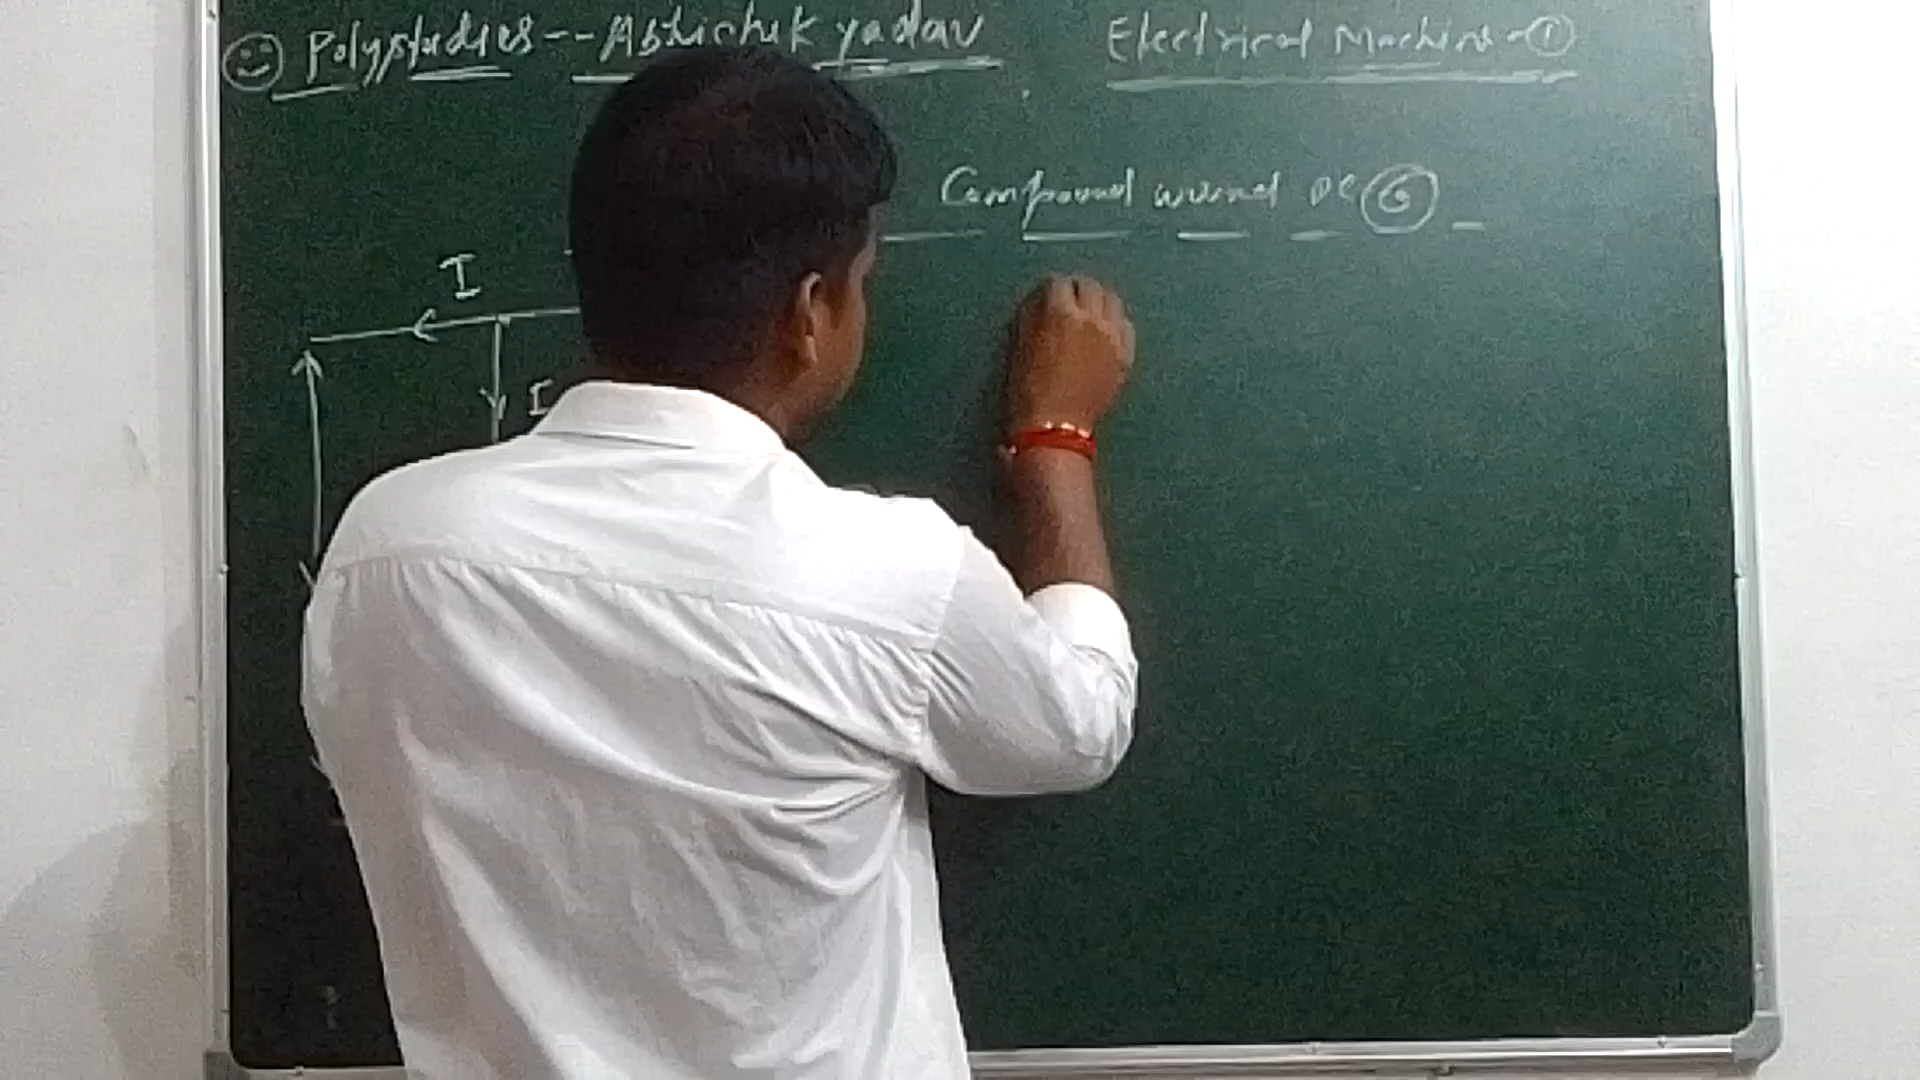 Polystudies -- Abhishek yadav
Electrical Machine - 1
Compound wound DC G
I
I